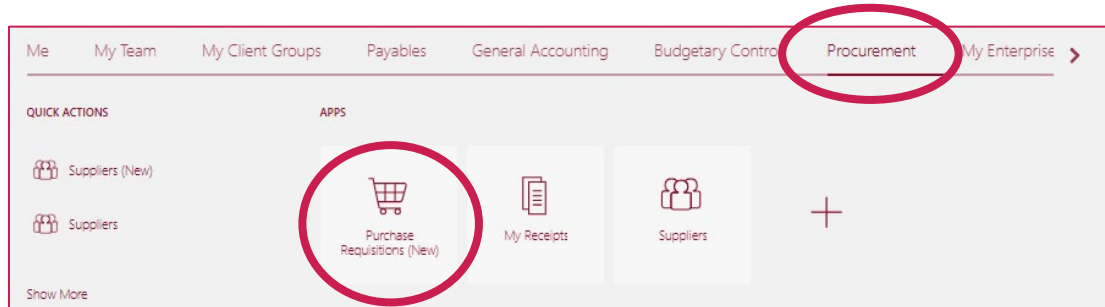 Me My Team My Client Groups Payables General Accounting Budgetary Contro Procurement My Enterprise
QUICK ACTIONS
APPS
Suppliers (New)
Suppliers
Purchase
Requisitions (New)
My Receipts
Suppliers
Show More